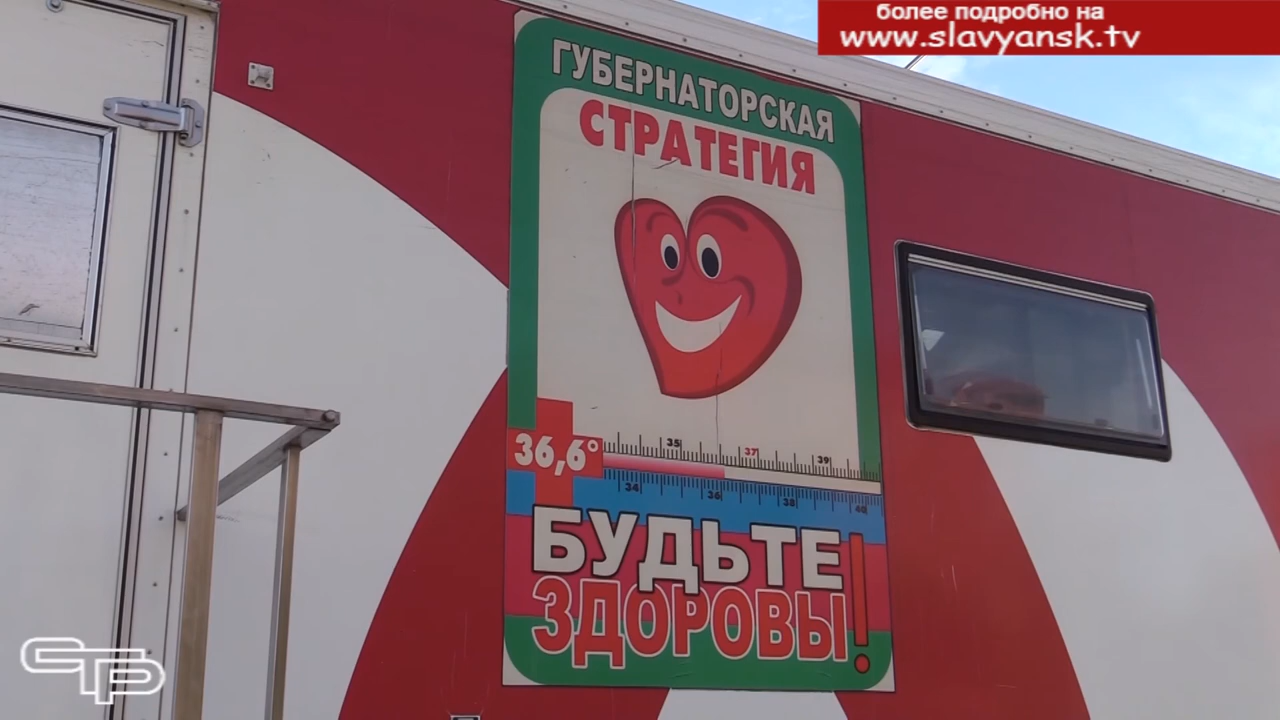 более подробно на
www.slavyansk.tv
ГУБЕРНАТОРСКАЯ
СТРАТЕГИЯ
36,6°
35 37 39
34 36 38 40
БУДЬТЕ
ЗДОРОВЫ!
СТР